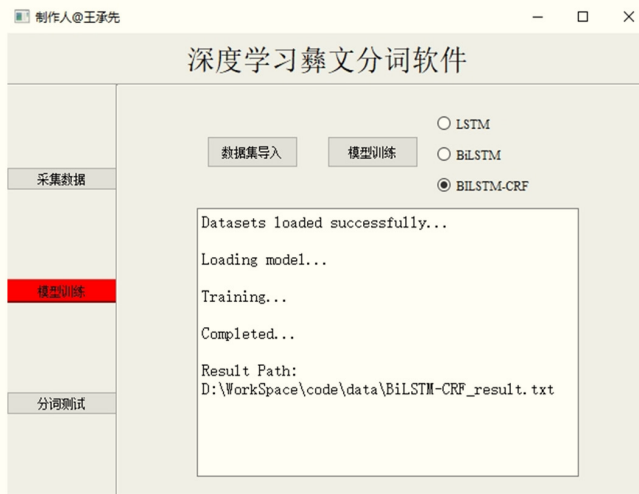 制作人@王承先
深度学习彝文分词软件
LSTM
数据集导入
模型训练
BiLSTM
采集数据
BILSTM-CRF
Datasets loaded successfully...
Loading model...
模型训练
Training...
Completed...
Result Path:
D:\WorkSpace\code\data\BiLSTM-CRF_result.txt
分词测试